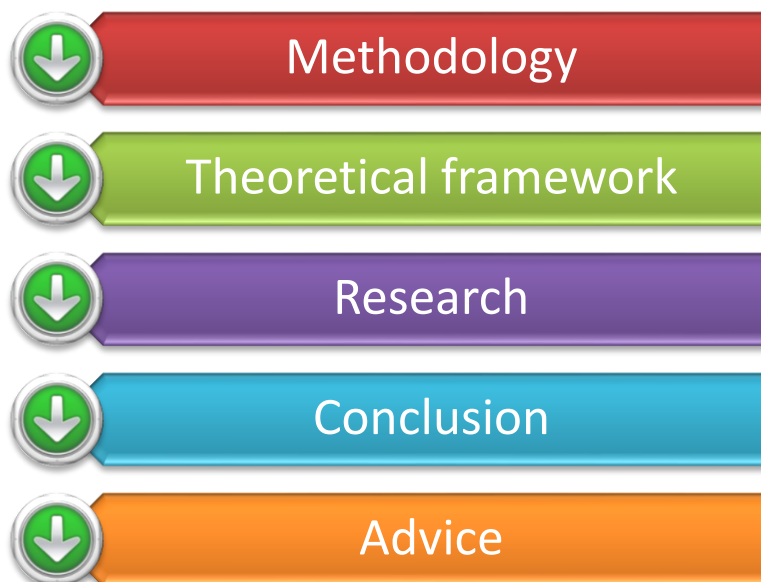 Methodology
Theoretical framework
Research
Conclusion
Advice